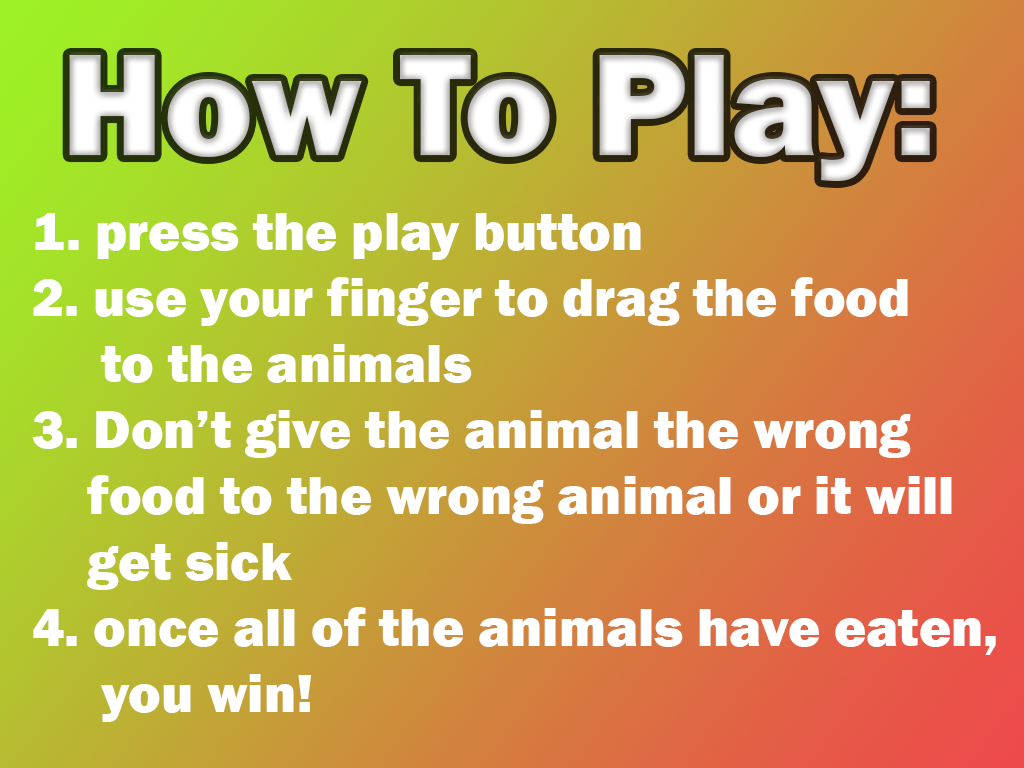 How To Play:
1. press the play button
2. use your finger to drag the food
to the animals
3. Don’t give the animal the wrong
food to the wrong animal or it will
get sick
4. once all of the animals have eaten,
you win!